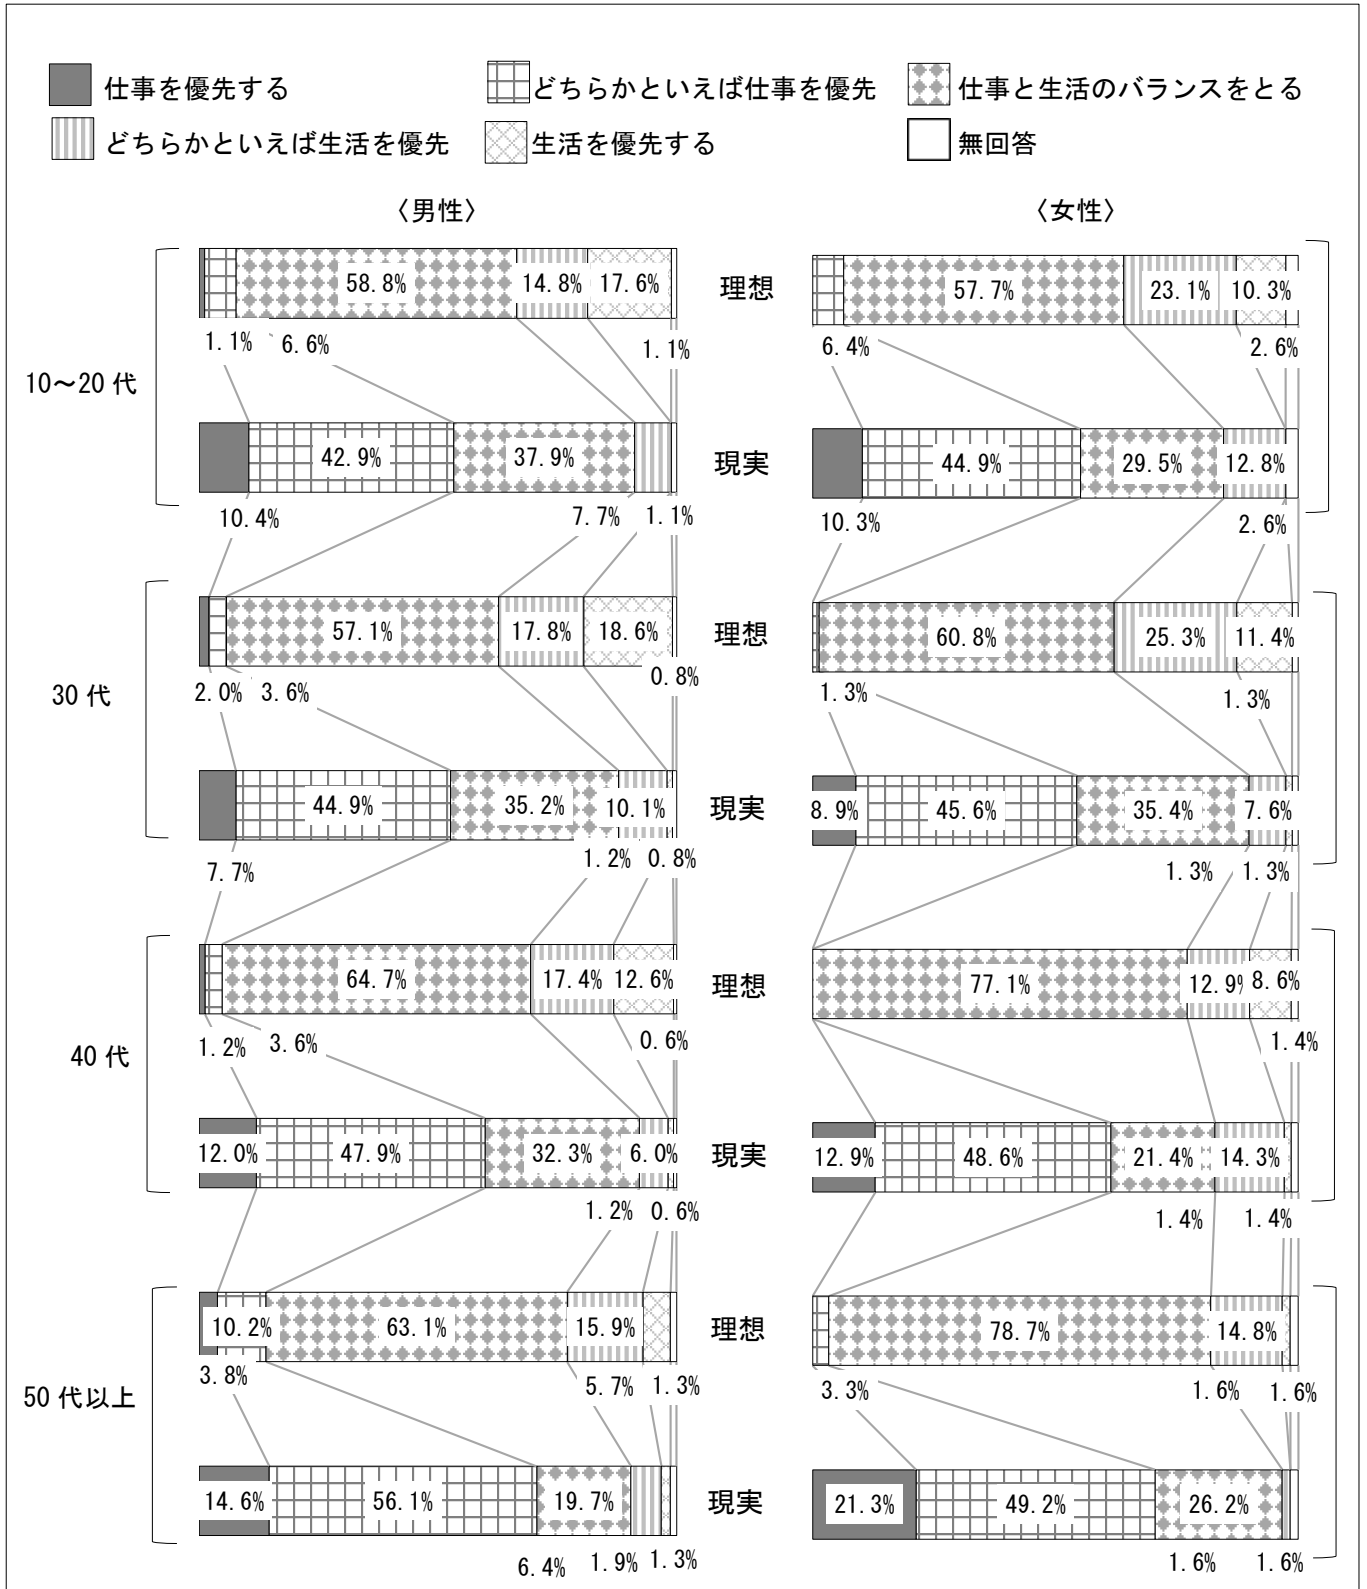 仕事を優先する どちらかといえば仕事を優先 仕事と生活のバランスをとる
どちらかといえば生活を優先 生活を優先する 無回答
〈男性〉 〈女性〉
58.8% 14.8% 17.6% 理想 57.7% 23.1% 10.3%
1.1% 6.6% 1.1% 6.4% 2.6%
10～20代
42.9% 37.9% 現実 44.9% 29.5% 12.8%
10.4% 7.7% 1.1% 10.3% 2.6%
57.1% 17.8% 18.6% 理想 60.8% 25.3% 11.4%
2.0% 3.6% 0.8% 1.3% 1.3%
30代
44.9% 35.2% 10.1% 現実 8.9% 45.6% 35.4% 7.6%
7.7% 1.2% 0.8% 1.3% 1.3%
64.7% 17.4% 12.6% 理想 77.1% 12.9% 8.6%
1.2% 3.6% 0.6% 1.4%
40代
12.0% 47.9% 32.3% 6.0% 現実 12.9% 48.6% 21.4% 14.3%
1.2% 0.6% 1.4% 1.4%
10.2% 63.1% 15.9% 理想 78.7% 14.8%
3.8% 5.7% 1.3% 3.3% 1.6% 1.6%
50代以上
14.6% 56.1% 19.7% 現実 21.3% 49.2% 26.2%
6.4% 1.9% 1.3% 1.6% 1.6%